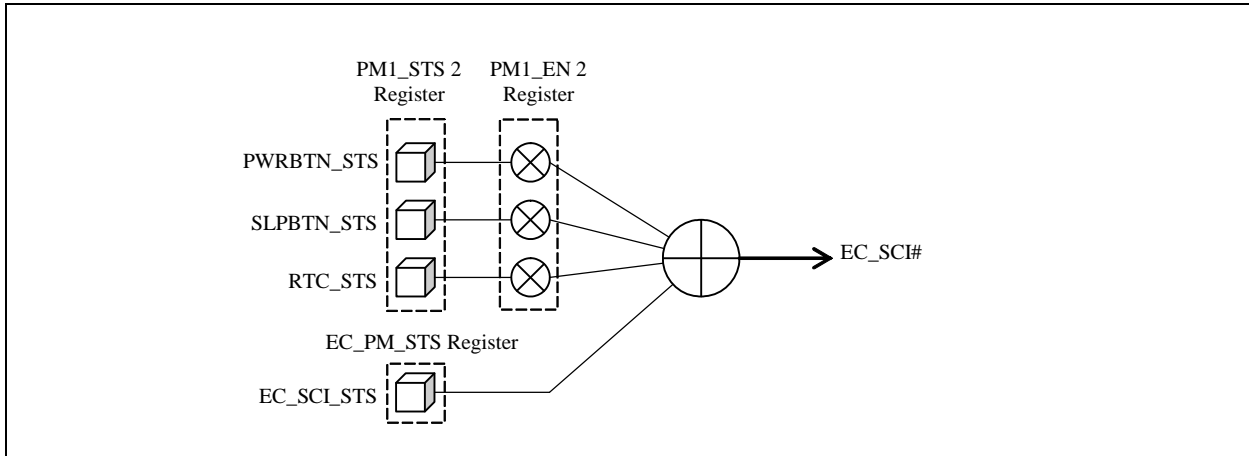 PM1_STS 2
Register
PM1_EN 2
Register
PWRBTN_STS
SLPBTN_STS
RTC_STS
EC_SCI#
EC_PM_STS Register
EC_SCI_STS